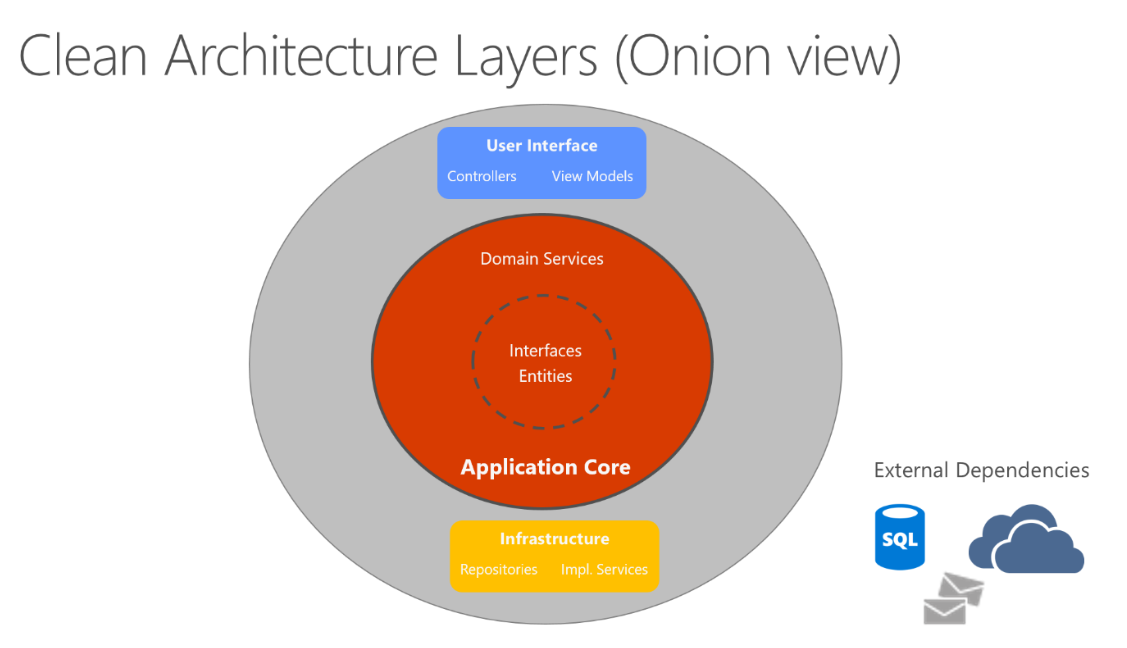 Clean Architecture Layers (Onion view)
User Interface
Controllers View Models
Domain Services
Interfaces
Entities
Application Core
Infrastructure
Repositories Impl. Services
External Dependencies
SQL